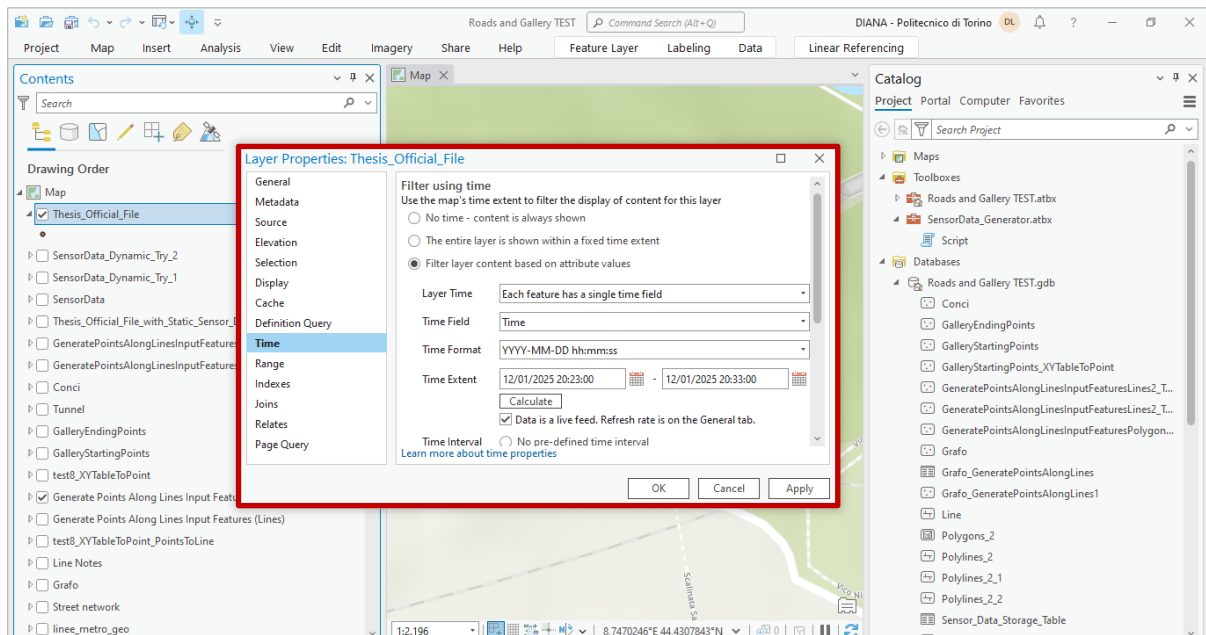 Roads and Gallery TEST
Command Search (Alt+Q)
DIANA - Politecnico di Torino
DL
?
Project
Map
Insert
Analysis
View
Edit
Imagery
Share
Help
Feature Layer
Labeling
Data
Linear Referencing
Contents
Search
Drawing Order
Map
Thesis_Official_File
SensorData_Dynamic_Try_2
SensorData_Dynamic_Try_1
SensorData
Thesis_Official_File_with_Static_Sensor_
GeneratePointsAlongLinesInputFeatures
GeneratePointsAlongLinesInputFeatures
Conci
Tunnel
GalleryEndingPoints
GalleryStartingPoints
test8_XYTableToPoint
Generate Points Along Lines Input Featu
Generate Points Along Lines Input Features (Lines)
test8_XYTableToPoint_PointsToLine
Line Notes
Grafo
Street network
linee_metro_geo
Map
Layer Properties: Thesis_Official_File
General
Metadata
Source
Elevation
Selection
Display
Cache
Definition Query
Time
Range
Indexes
Joins
Relates
Page Query
Filter using time
Use the map's time extent to filter the display of content for this layer
No time - content is always shown
The entire layer is shown within a fixed time extent
Filter layer content based on attribute values
Layer Time
Each feature has a single time field
Time Field
Time
Time Format
YYYY-MM-DD hh:mm:ss
Time Extent
12/01/2025 20:23:00
-
12/01/2025 20:33:00
Calculate
Data is a live feed. Refresh rate is on the General tab.
Time Interval
No pre-defined time interval
Learn more about time properties
OK
Cancel
Apply
Scalinata Sa
Vico Ni
1:2.196
8.7470246°E 44.4307843°N
0
Catalog
Project
Portal
Computer
Favorites
Search Project
Maps
Toolboxes
Roads and Gallery TEST.atbx
SensorData_Generator.atbx
Script
Databases
Roads and Gallery TEST.gdb
Conci
GalleryEndingPoints
GalleryStartingPoints
GalleryStartingPoints_XYTableToPoint
GeneratePointsAlongLinesInputFeaturesLines2_T...
GeneratePointsAlongLinesInputFeaturesLines2_T...
GeneratePointsAlongLinesInputFeaturesPolygon...
Grafo
Grafo_GeneratePointsAlongLines
Grafo_GeneratePointsAlongLines1
Line
Polygons_2
Polylines_2
Polylines_2_1
Polylines_2_2
Sensor_Data_Storage_Table